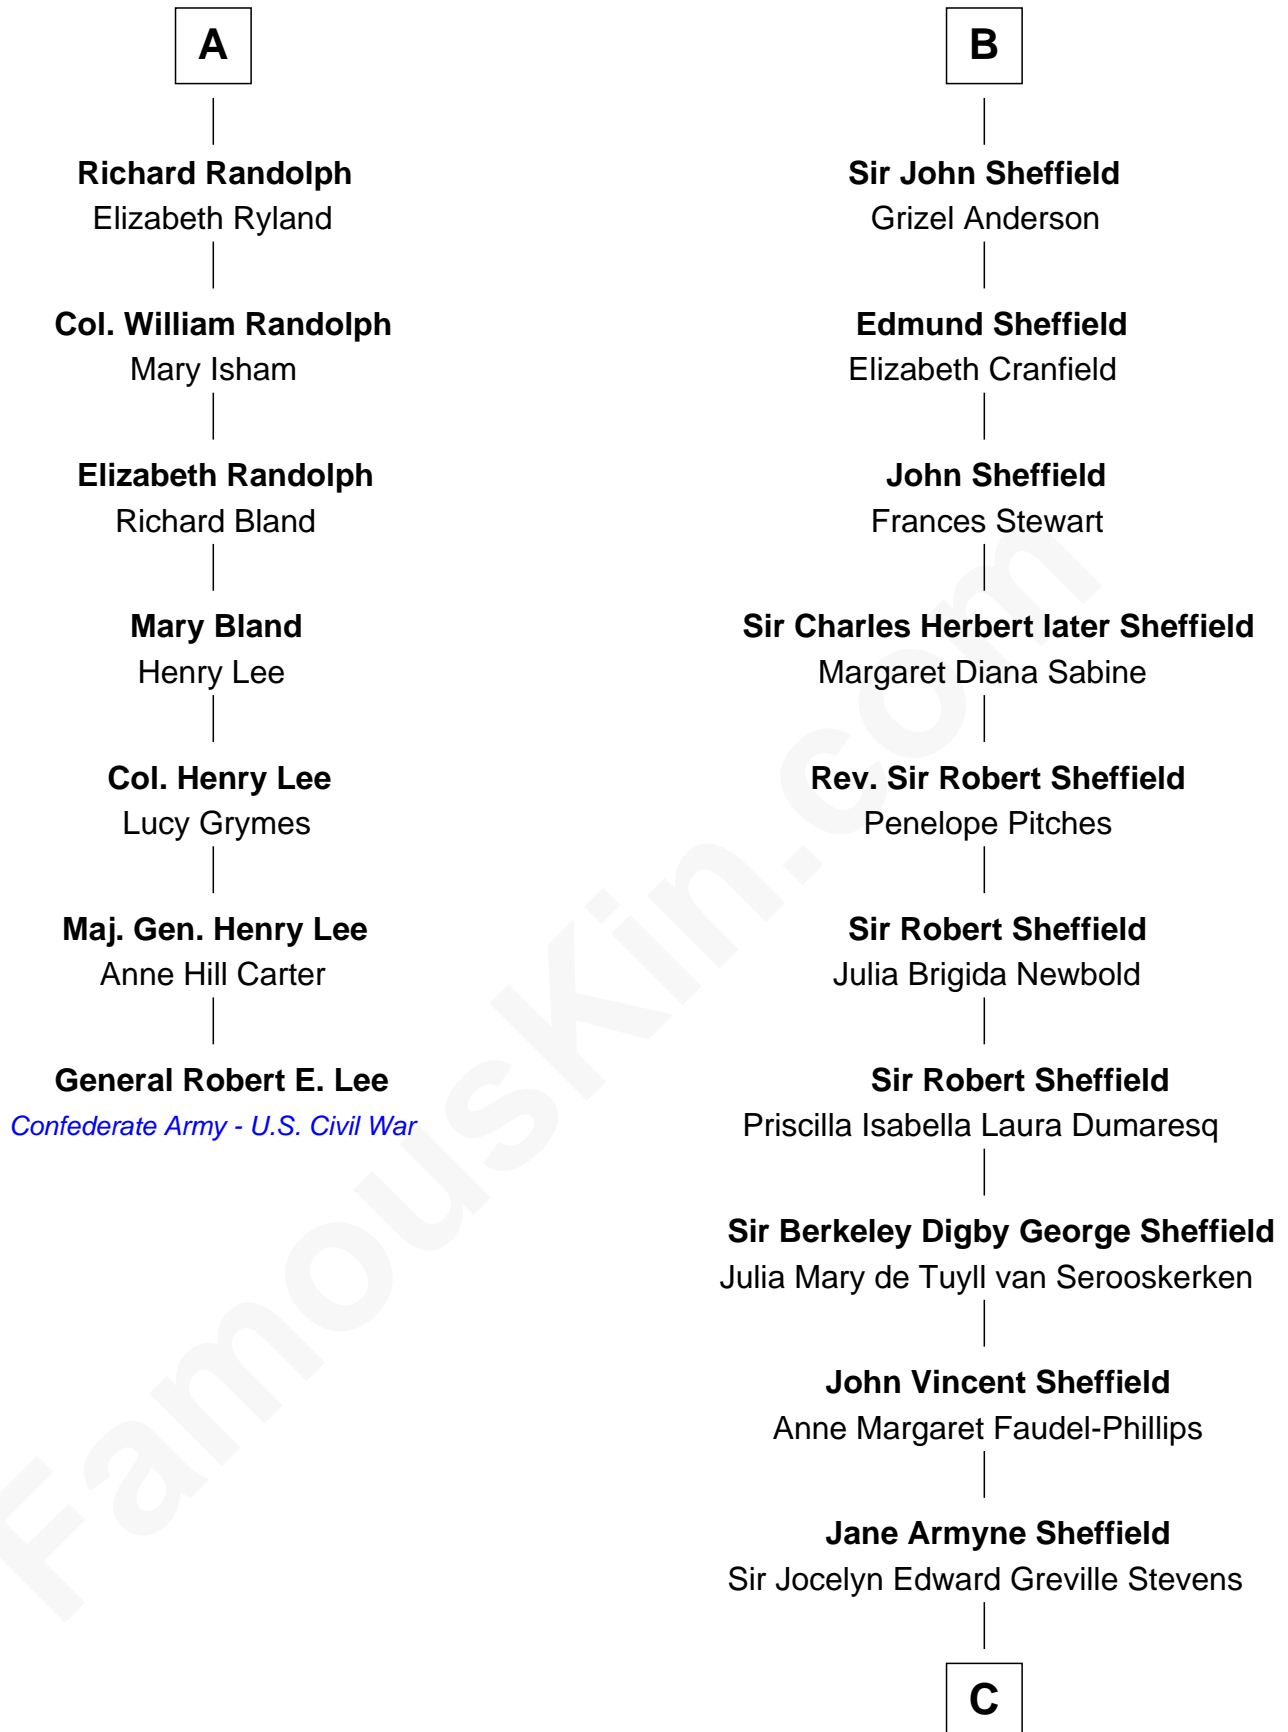 A
Richard Randolph
Elizabeth Ryland
Col. William Randolph
Mary Isham
Elizabeth Randolph
Richard Bland
Mary Bland
Henry Lee
Col. Henry Lee
Lucy Grymes
Maj. Gen. Henry Lee
Anne Hill Carter
General Robert E. Lee
Confederate Army - U.S. Civil War
B
Sir John Sheffield
Grizel Anderson
Edmund Sheffield
Elizabeth Cranfield
John Sheffield
Frances Stewart
Sir Charles Herbert later Sheffield
Margaret Diana Sabine
Rev. Sir Robert Sheffield
Penelope Pitches
Sir Robert Sheffield
Julia Brigida Newbold
Sir Robert Sheffield
Priscilla Isabella Laura Dumaresq
Sir Berkeley Digby George Sheffield
Julia Mary de Tuyll van Serooskerken
John Vincent Sheffield
Anne Margaret Faudel-Phillips
Jane Armyne Sheffield
Sir Jocelyn Edward Greville Stevens
C
FamousKin.com